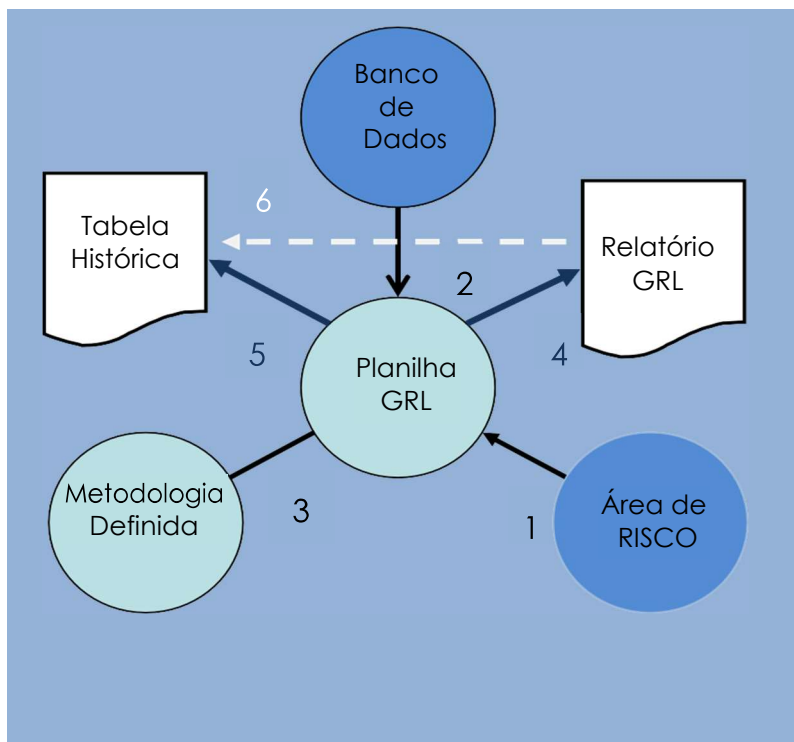 Banco
de
Dados
6
Tabela
Histórica
Relatório
GRL
2
5
4
Planilha
GRL
Metodologia
Definida
3
1
Área de
RISCO